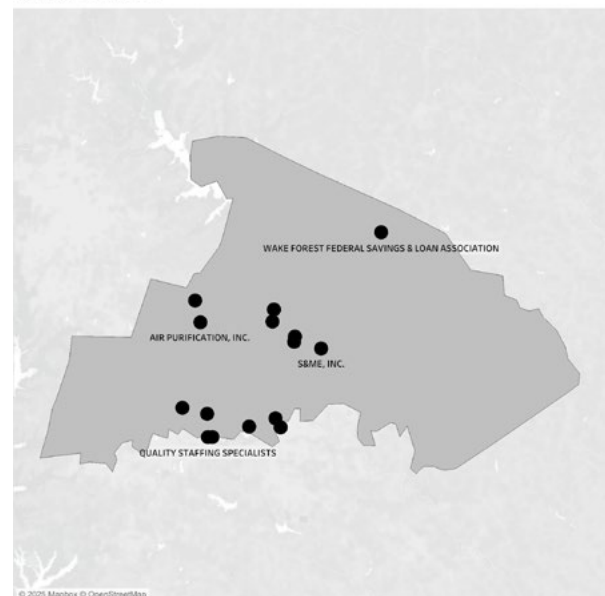 WAKE FOREST FEDERAL SAVINGS & LOAN ASSOCIATION
AIR PURIFICATION, INC.
S&ME, INC.
QUALITY STAFFING SPECIALISTS
© 2025 Mapbox © OpenStreetMap